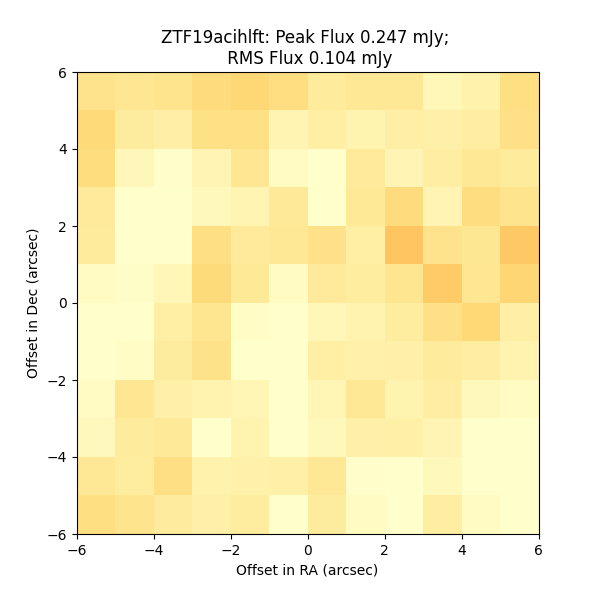 ZTF19acihlft: Peak Flux 0.247 mJy;
RMS Flux 0.104 mJy
6
4
2
0
−2
−4
−6
Offset in Dec (arcsec)
−6 −4 −2 0 2 4 6
Offset in RA (arcsec)